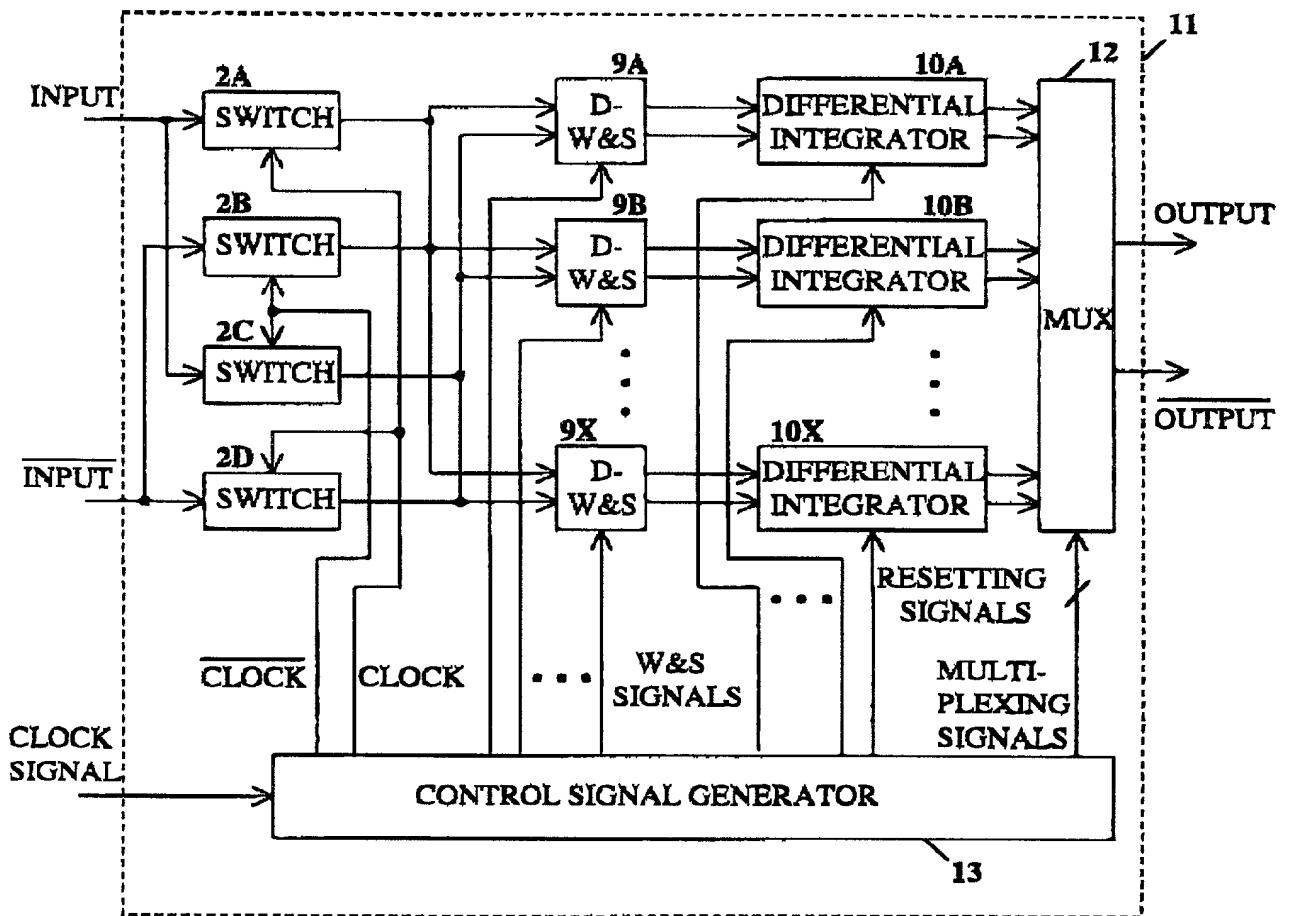 11
12
INPUT
2A
SWITCH
9A
D-
W&S
10A
DIFFERENTIAL
INTEGRATOR
2B
SWITCH
9B
D-
W&S
10B
DIFFERENTIAL
INTEGRATOR
MUX
OUTPUT
OUTPUT
2C
SWITCH
INPUT
2D
SWITCH
9X
D-
W&S
10X
DIFFERENTIAL
INTEGRATOR
RESETTING
SIGNALS
CLOCK
CLOCK
W&S
SIGNALS
MULTI-
PLEXING
SIGNALS
CLOCK
SIGNAL
CONTROL SIGNAL GENERATOR
13